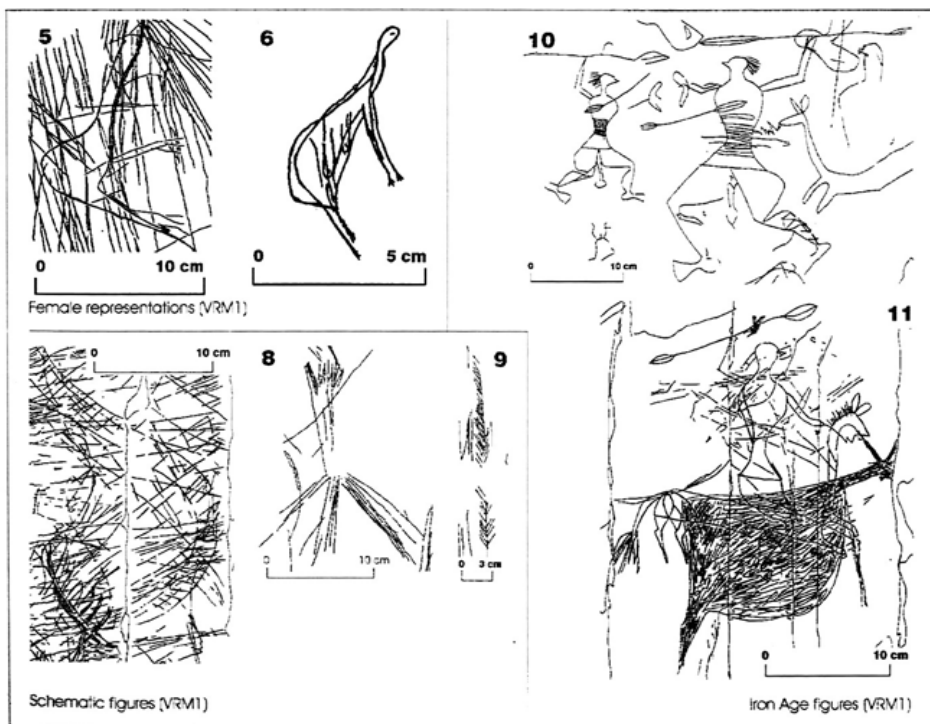 5
6
0 10 cm
0 5 cm
Female representations (VRM1)
10
0 10 cm
0 10 cm
8
9
0 10 cm
0 3 cm
Schematic figures (VRM1)
11
0 10 cm
Iron Age figures (VRM1)